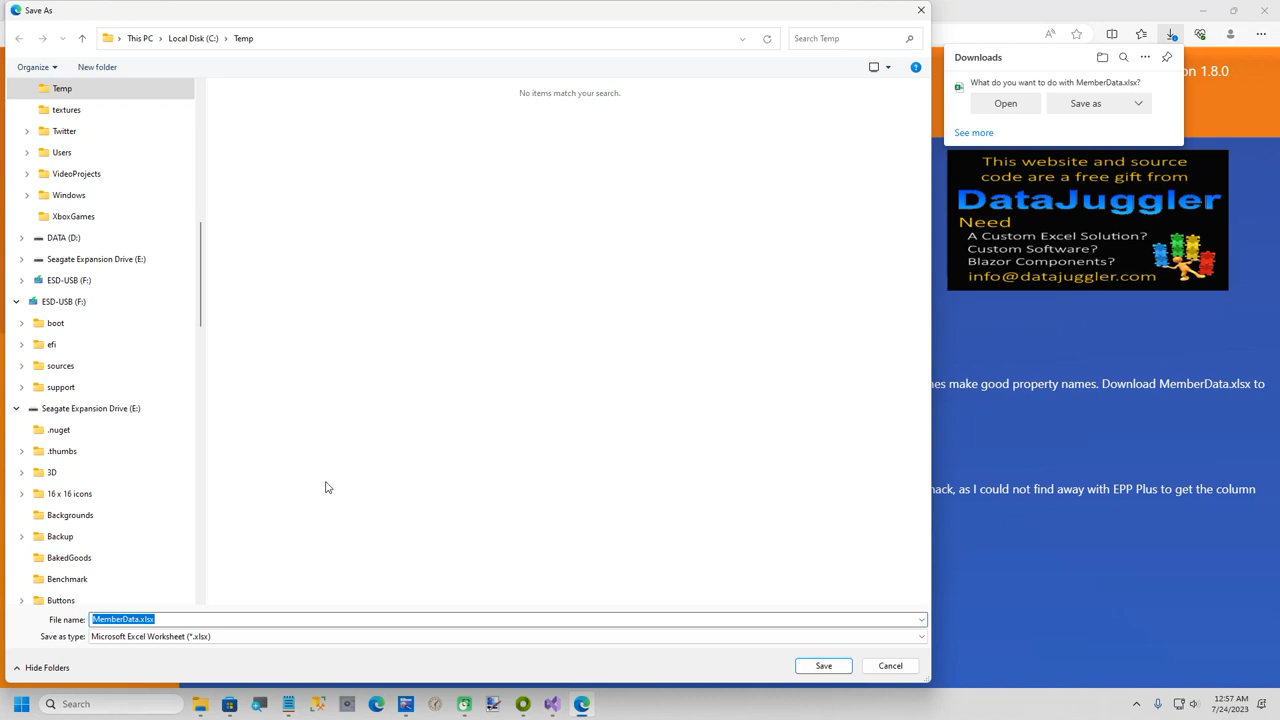 Save As
This PC Local Disk (C:) Temp
Search Temp
Organize
New folder
Temp
textures
Twitter
Users
VideoProjects
Windows
XboxGames
DATA (D:)
Seagate Expansion Drive (E:)
ESD-USB (F:)
ESD-USB (F:)
boot
efi
sources
support
Seagate Expansion Drive (E:)
.nuget
.thumbs
3D
16 x 16 icons
Backgrounds
Backup
BakedGoods
Benchmark
Buttons
No items match your search.
File name: MemberData.xlsx
Save as type: Microsoft Excel Worksheet (*.xlsx)
Hide Folders
Save
Cancel
Downloads
What do you want to do with MemberData.xlsx?
Open
Save as
See more
on 1.8.0
This website and source
code are a free gift from
DataJuggler
Need
A Custom Excel Solution?
Custom Software?
Blazor Components?
info@datajuggler.com
nes make good property names. Download MemberData.xlsx to
hack, as I could not find away with EPP Plus to get the column
Search
12:57 AM
7/24/2023